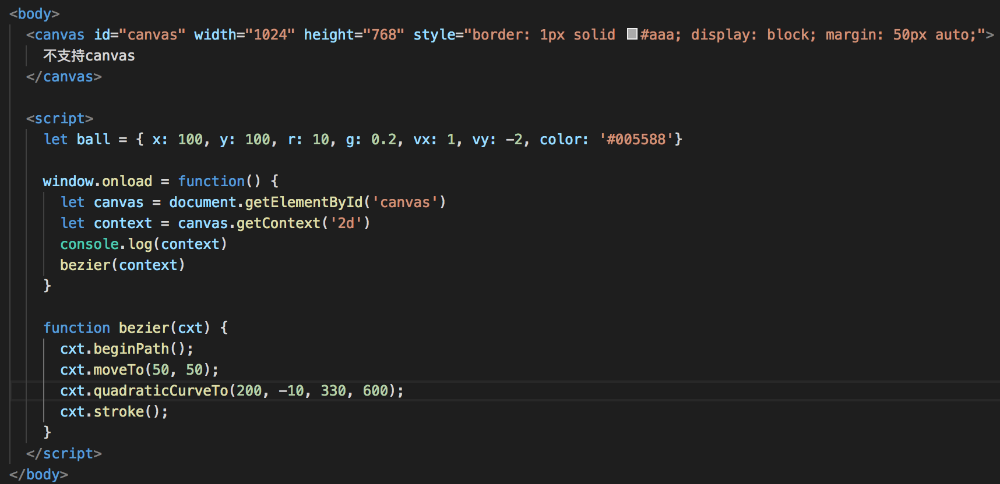 <body>
<canvas id="canvas" width="1024" height="768" style="border: 1px solid #aaa; display: block; margin: 50px auto;">
不支持canvas
</canvas>
<script>
let ball = { x: 100, y: 100, r: 10, g: 0.2, vx: 1, vy: -2, color: '#005588'}
window.onload = function() {
let canvas = document.getElementById('canvas')
let context = canvas.getContext('2d')
console.log(context)
bezier(context)
}
function bezier(cxt) {
cxt.beginPath();
cxt.moveTo(50, 50);
cxt.quadraticCurveTo(200, -10, 330, 600);
cxt.stroke();
}
</script>
</body>